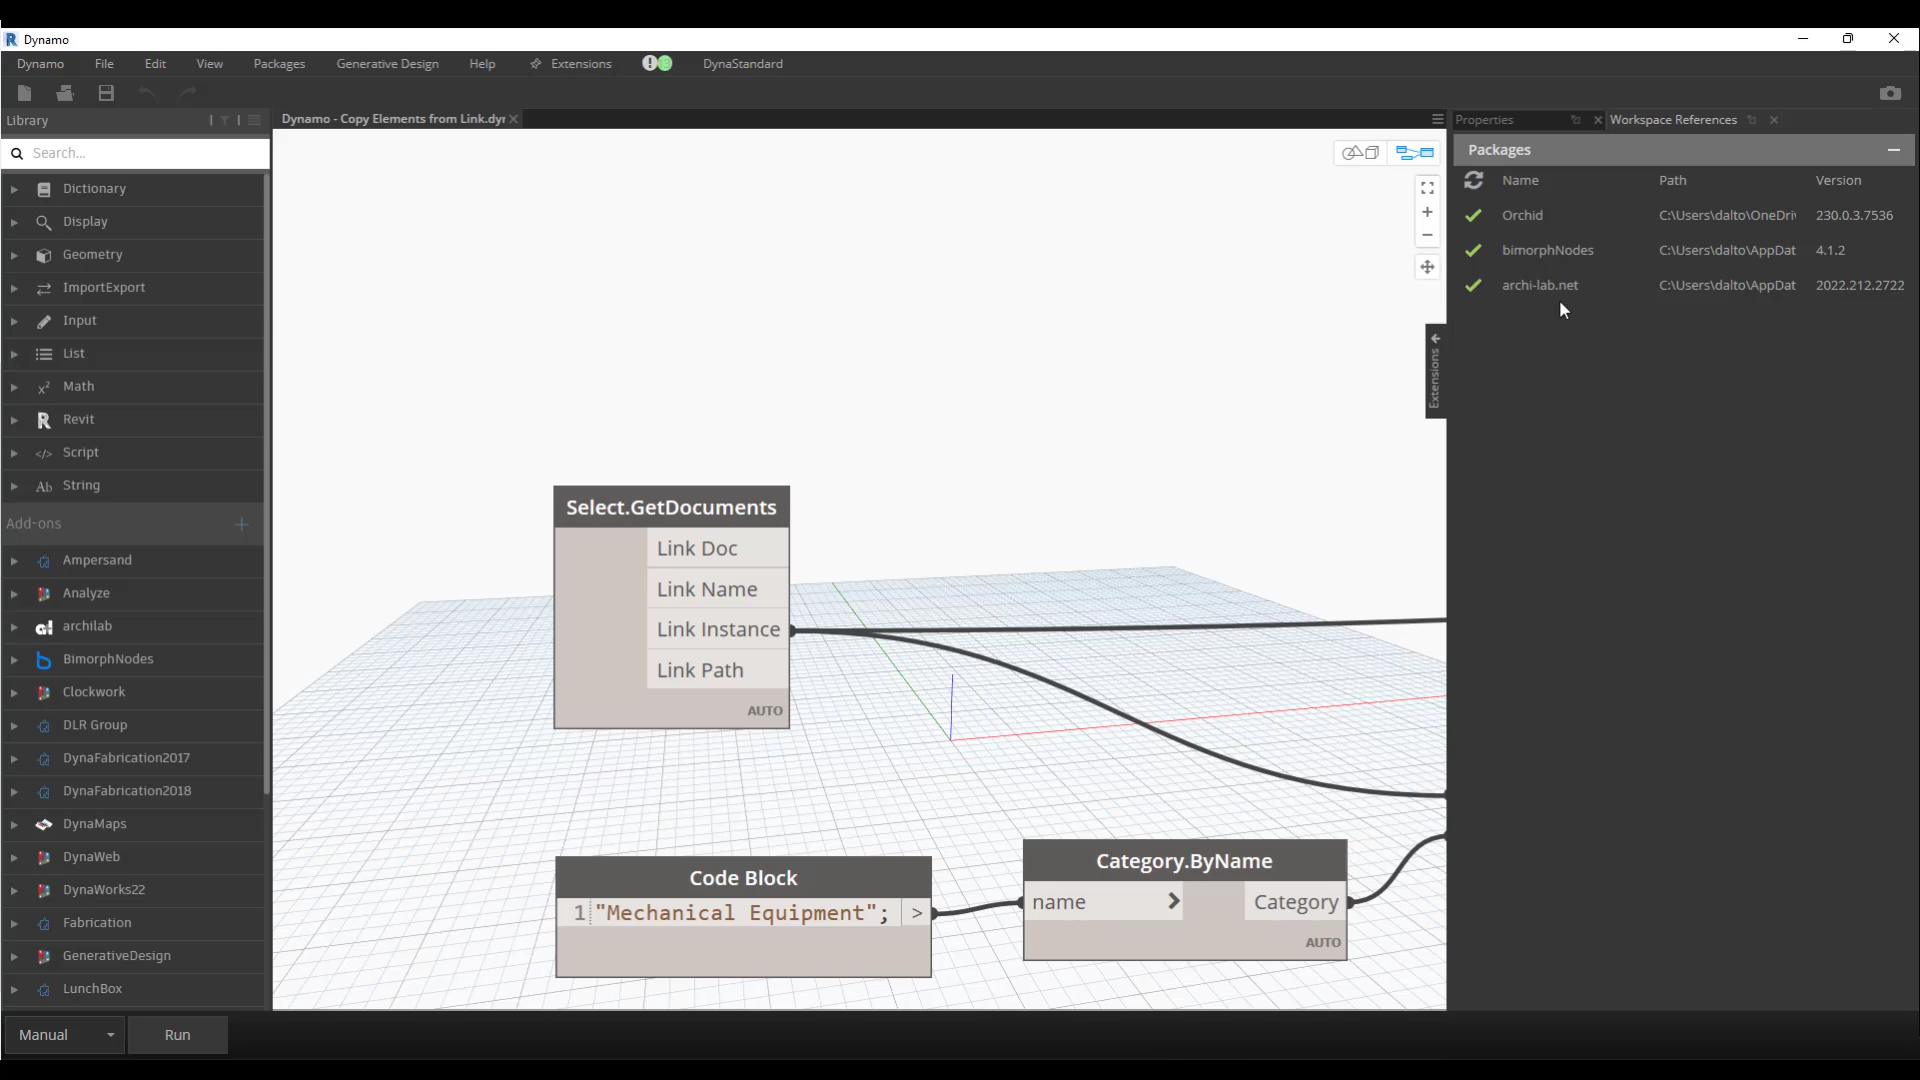 Dynamo
Dynamo File Edit View Packages Generative Design Help Extensions DynaStandard
Library
Dynamo - Copy Elements from Link.dyn
Properties
Workspace References
Search...
Packages
Name Path Version
Orchid C:\Users\dalto\OneDri 230.0.3.7536
bimorphNodes C:\Users\dalto\AppDat 4.1.2
archi-lab.net C:\Users\dalto\AppDat 2022.212.2722
Extensions
Dictionary
Display
Geometry
ImportExport
Input
List
Math
Revit
Script
String
Add-ons
Ampersand
Analyze
archilab
BimorphNodes
Clockwork
DLR Group
DynaFabrication2017
DynaFabrication2018
DynaMaps
DynaWeb
DynaWorks22
Fabrication
GenerativeDesign
LunchBox
Select.GetDocuments
Link Doc
Link Name
Link Instance
Link Path
AUTO
Code Block
1 "Mechanical Equipment"; >
Category.ByName
name > Category
AUTO
Manual
Run